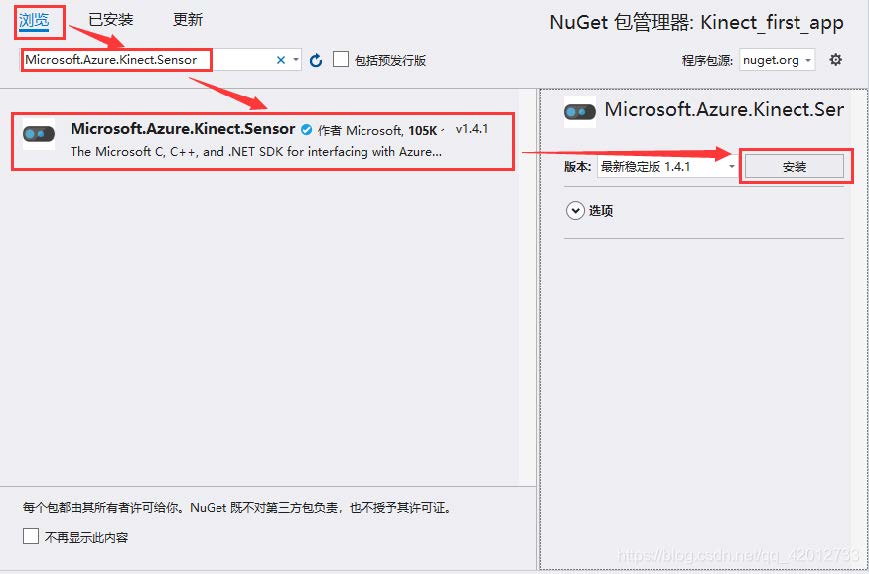 浏览 已安装 更新
NuGet 包管理器: Kinect_first_app
Microsoft.Azure.Kinect.Sensor
包括预发行版
程序包源: nuget.org
Microsoft.Azure.Kinect.Sensor 作者 Microsoft, 105K v1.4.1
The Microsoft C, C++, and .NET SDK for interfacing with Azure...
Microsoft.Azure.Kinect.Ser
版本: 最新稳定版 1.4.1 安装
选项
每个包都由其所有者许可给你。NuGet 既不对第三方包负责，也不授予其许可证。
不再显示此内容
https://blog.csdn.net/qq_42012733